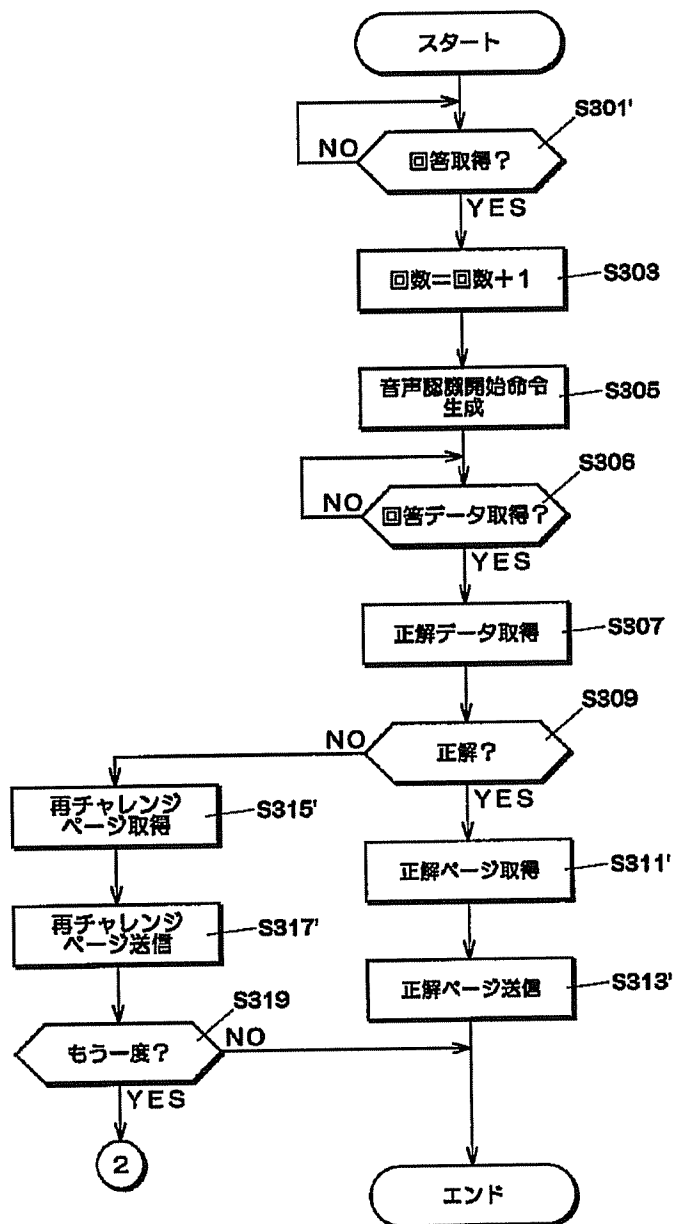 スタート
S301'
NO
回答取得？
YES
回数＝回数＋1
S303
音声認識開始命令
生成
S305
S306
NO
回答データ取得？
YES
正解データ取得
S307
S309
NO
正解？
YES
再チャレンジ
ページ取得
S315'
正解ページ取得
S311'
再チャレンジ
ページ送信
S317'
正解ページ送信
S313'
S319
もう一度？
NO
YES
2
エンド